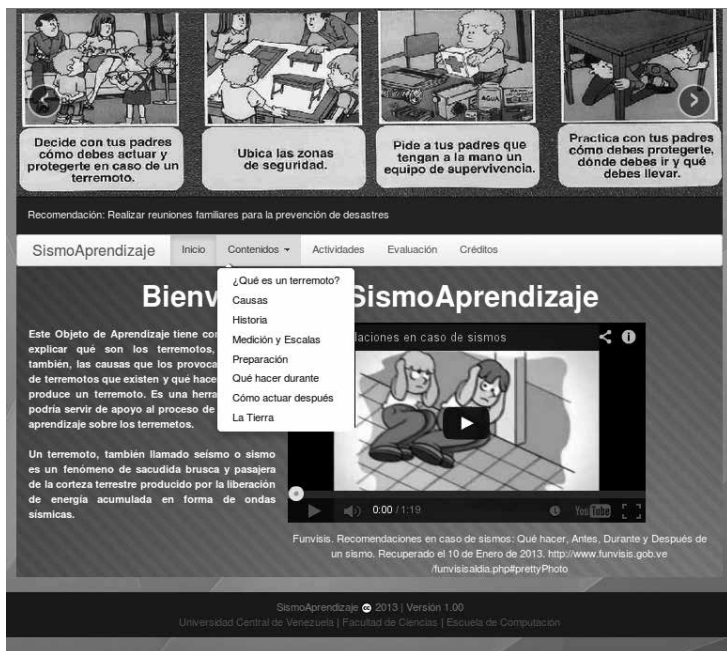 Decide con tus padres
cómo debes actuar y
protegerte en caso de un
terremoto.
Ubica las zonas
de seguridad.
AGUA
Pide a tus padres que
tengan a la mano un
equipo de supervivencia.
Practica con tus padres
cómo debes protegerte,
dónde debes ir y qué
debes llevar.
Recomendación: Realizar reuniones familiares para la prevención de desastres
SismoAprendizaje Inicio Contenidos Actividades Evaluación Créditos
¿Qué es un terremoto?
Causas
Historia
Medición y Escalas
Preparación
Qué hacer durante
Cómo actuar después
La Tierra
Bienv SismoAprendizaje
Este Objeto de Aprendizaje tiene co
explicar qué son los terremotos,
también, las causas que los provoca
de terremotos que existen y qué hace
produce un terremoto. Es una herra
podría servir de apoyo al proceso de
aprendizaje sobre los terremetos.
Un terremoto, también llamado seísmo o sismo
es un fenómeno de sacudida brusca y pasajera
de la corteza terrestre producido por la liberación
de energía acumulada en forma de ondas
sísmicas.
daciones en caso de sismos
0:00 / 1:19 YouTube
Funvisis. Recomendaciones en caso de sismos: Qué hacer, Antes, Durante y Después de
un sismo. Recuperado el 10 de Enero de 2013. http://www.funvisis.gob.ve
/funvisisaldia.php#prettyPhoto
SismoAprendizaje cc 2013 | Versión 1.00
Universidad Central de Venezuela | Facultad de Ciencias | Escuela de Computación